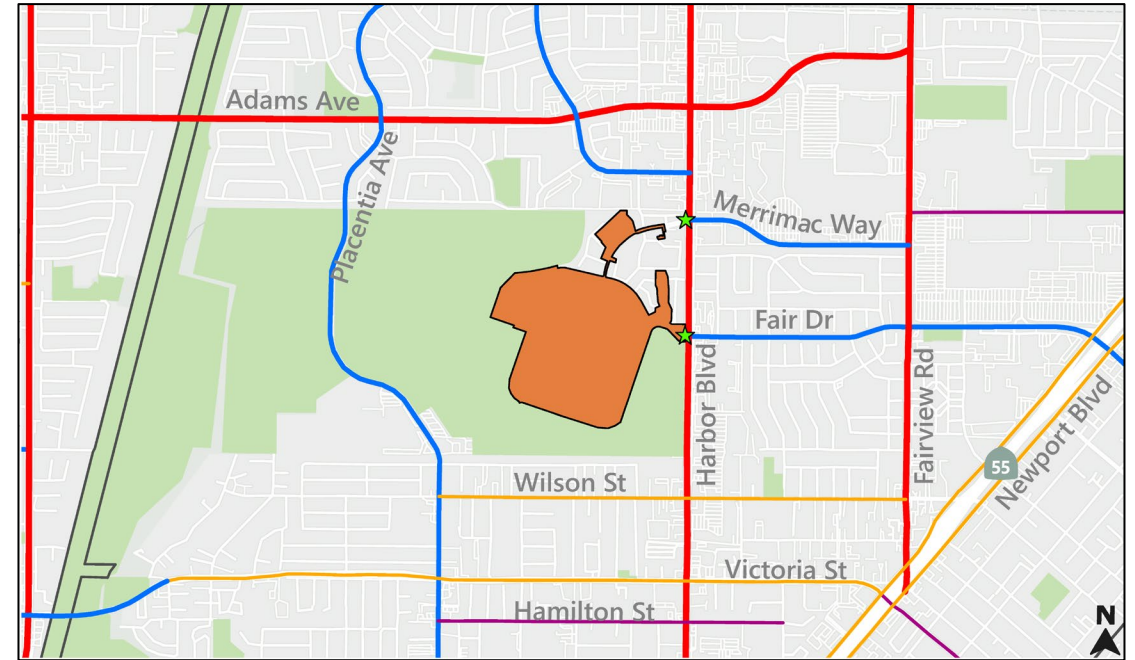 Adams Ave
Placentia Ave
Merrimac Way
Fair Dr
Harbor Blvd
Fairview Rd
55
Newport Blvd
Wilson St
Victoria St
Hamilton St
N